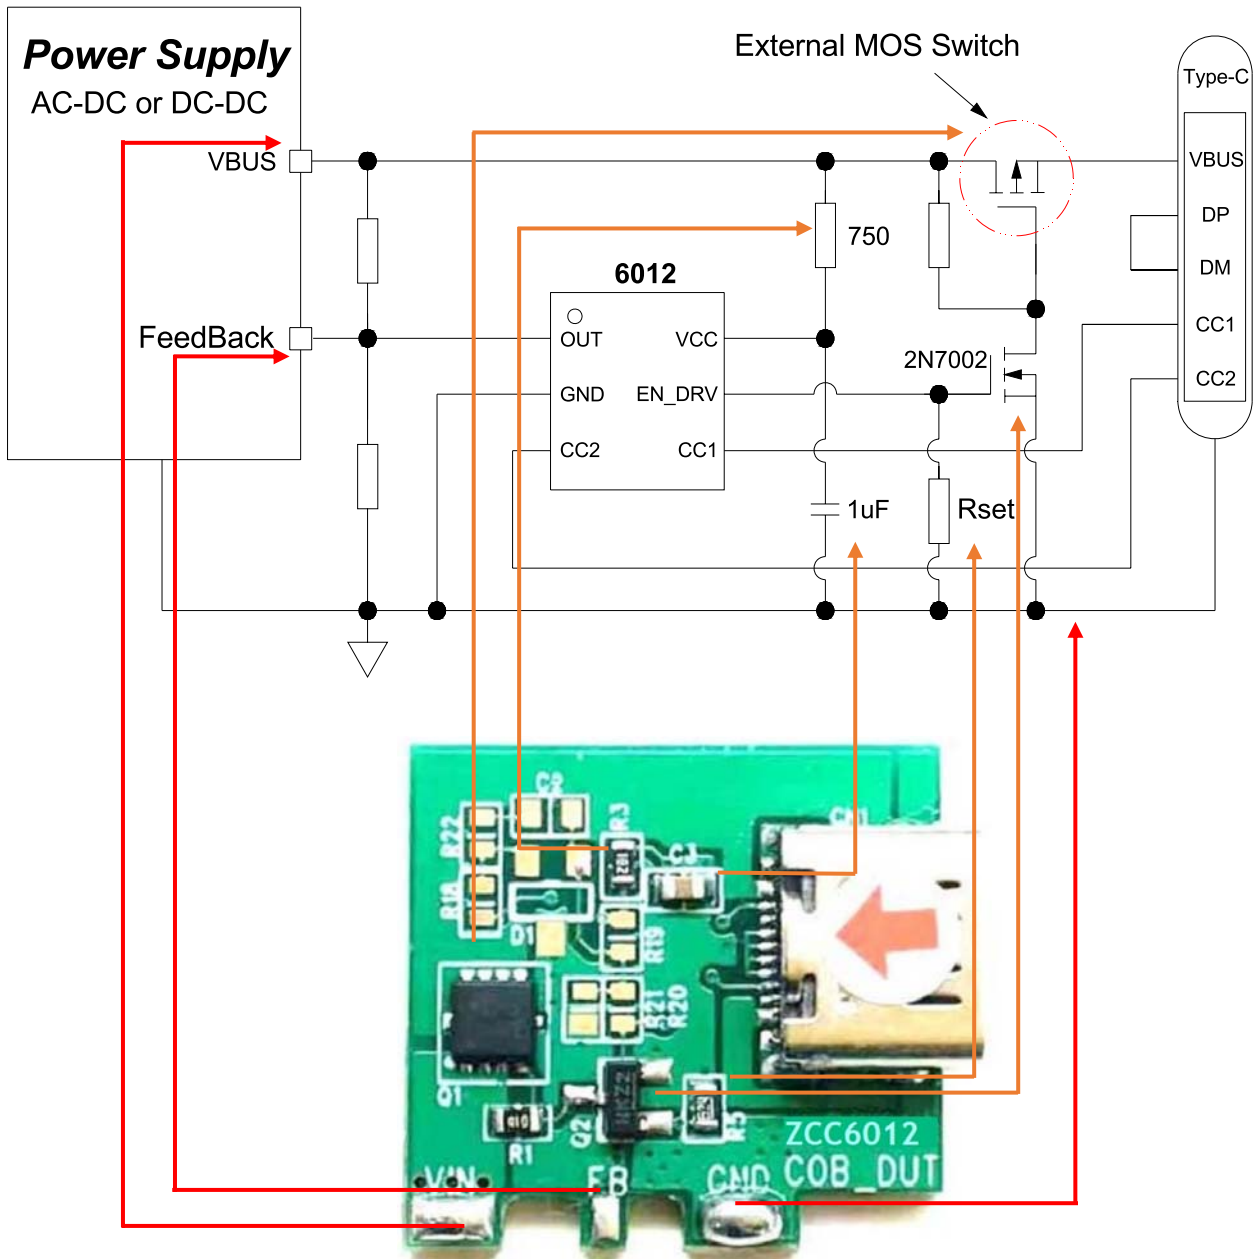 Power Supply
AC-DC or DC-DC
External MOS Switch
Type-C
VBUS
VBUS
DP
DM
CC1
CC2
FeedBack
750
6012
OUT
VCC
GND
EN_DRV
CC2
CC1
2N7002
1uF
Rset
R22
R3
C3
CN1
R18
D1
R19
R21
R20
Q1
R1
Q2
R5
ZCC6012
COB_DUT
VIN
FB
GND